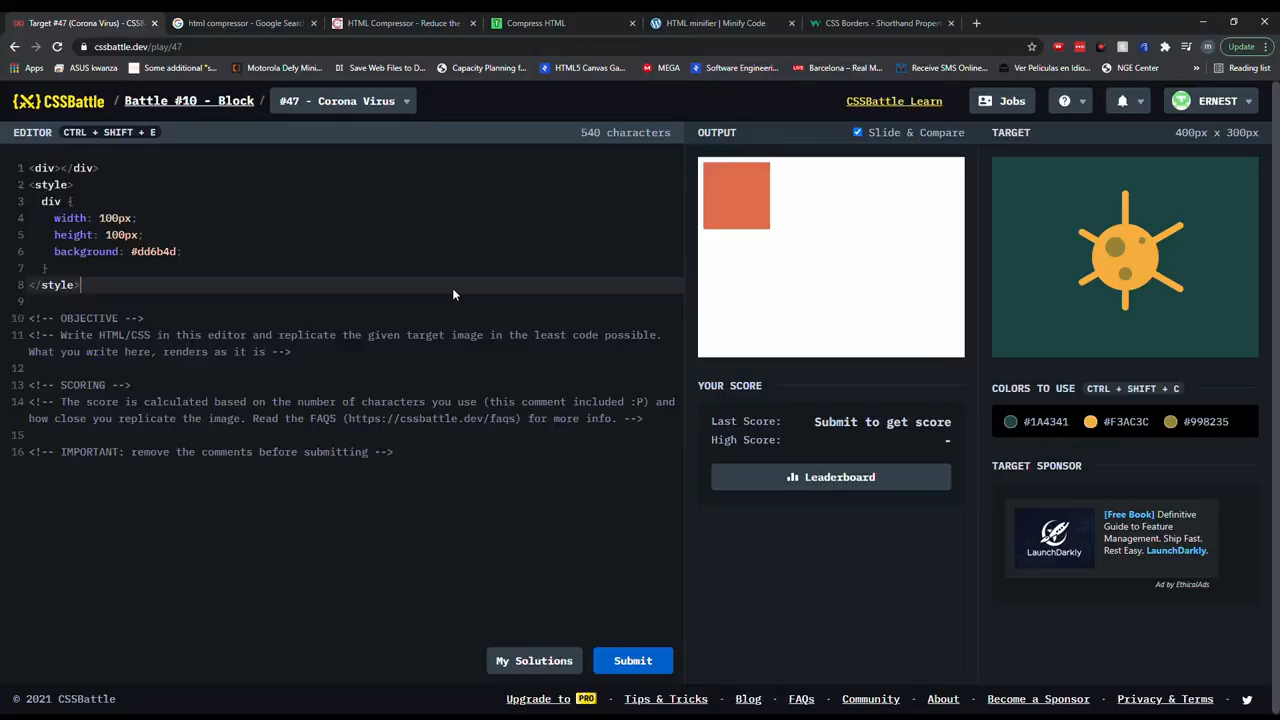 Target #47 (Corona Virus) - CSSB
html compressor - Google Search
HTML Compressor - Reduce the
Compress HTML
HTML minifier | Minify Code
CSS Borders - Shorthand Propert
cssbattle.dev/play/47
m
Update
Apps
ASUS kwanza
Some additional "s...
Motorola Defy Mini...
Save Web Files to D...
Capacity Planning f...
HTML5 Canvas Ga...
MEGA
Software Engineeri...
LIVE
Barcelona – Real M...
Receive SMS Online...
Ver Peliculas en Idio...
NGE Center
»
Reading list
{X} CSSBattle / Battle #10 - Block / #47 - Corona Virus
CSSBattle Learn
Jobs
ERNEST
EDITOR CTRL + SHIFT + E
540 characters
OUTPUT
Slide & Compare
TARGET
400px x 300px
1 <div></div>
2 <style>
3 div {
4 width: 100px;
5 height: 100px;
6 background: #dd6b4d;
7 }
8 </style>
9
10 <!-- OBJECTIVE -->
11 <!-- Write HTML/CSS in this editor and replicate the given target image in the least code possible.
What you write here, renders as it is -->
12
13 <!-- SCORING -->
14 <!-- The score is calculated based on the number of characters you use (this comment included :P) and
how close you replicate the image. Read the FAQS (https://cssbattle.dev/faqs) for more info. -->
15
16 <!-- IMPORTANT: remove the comments before submitting -->
YOUR SCORE
Last Score: Submit to get score
High Score: -
Leaderboard
COLORS TO USE CTRL + SHIFT + C
#1A4341 #F3AC3C #998235
TARGET SPONSOR
LaunchDarkly
[Free Book] Definitive
Guide to Feature
Management. Ship Fast.
Rest Easy. LaunchDarkly.
Ad by EthicalAds
My Solutions
Submit
© 2021 CSSBattle
Upgrade to PRO · Tips & Tricks · Blog · FAQs · Community · About · Become a Sponsor · Privacy & Terms ·